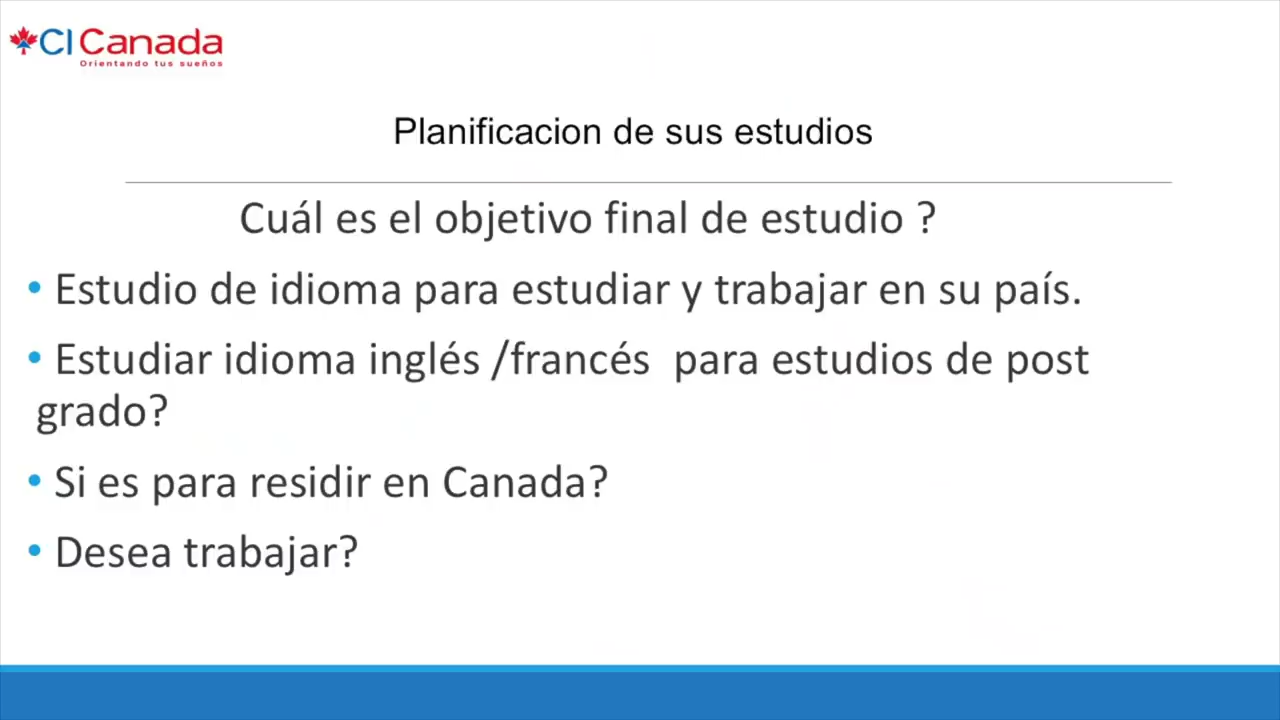 CI Canada
Orientando tus sueños
Planificacion de sus estudios
Cuál es el objetivo final de estudio ?
• Estudio de idioma para estudiar y trabajar en su país.
• Estudiar idioma inglés /francés  para estudios de post
grado?
• Si es para residir en Canada?
• Desea trabajar?